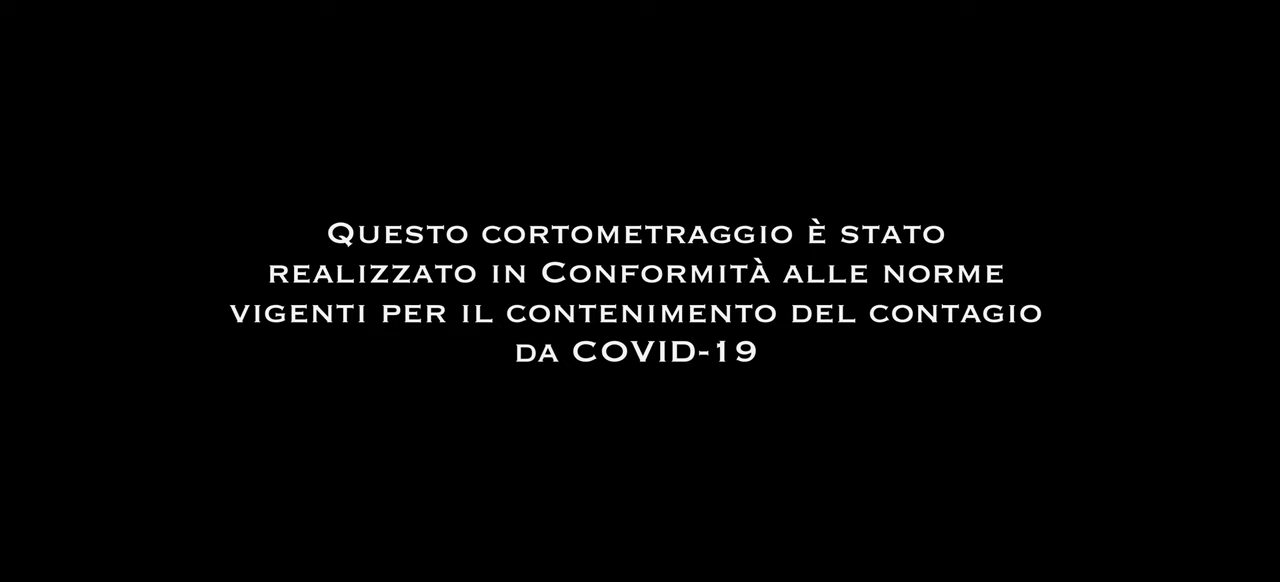 Questo cortometraggio è stato
realizzato in Conformità alle norme
vigenti per il contenimento del contagio
da COVID-19